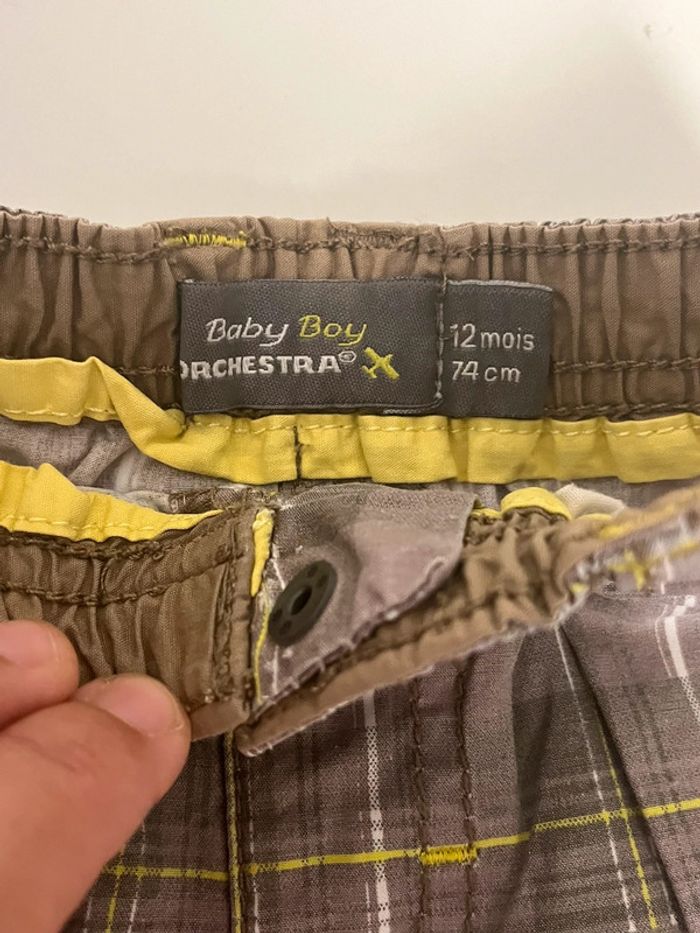 Baby Boy
ORCHESTRA®
12 mois
74 cm